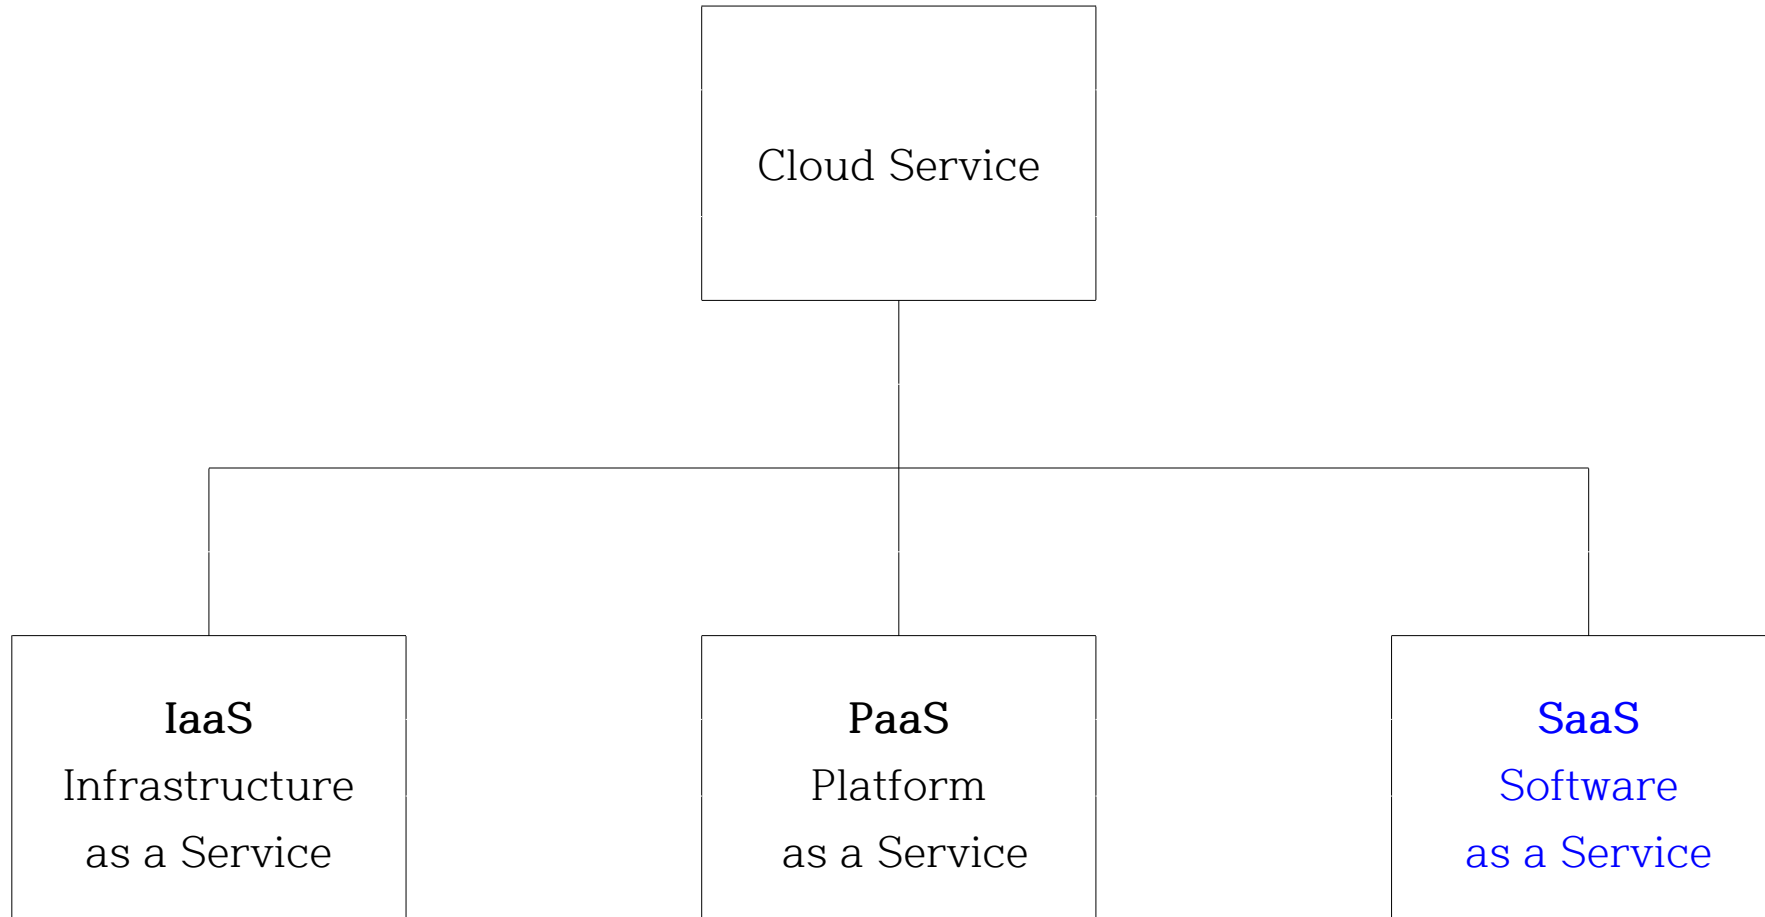 Cloud Service
IaaS
Infrastructure
as a Service
PaaS
Platform
as a Service
SaaS
Software
as a Service